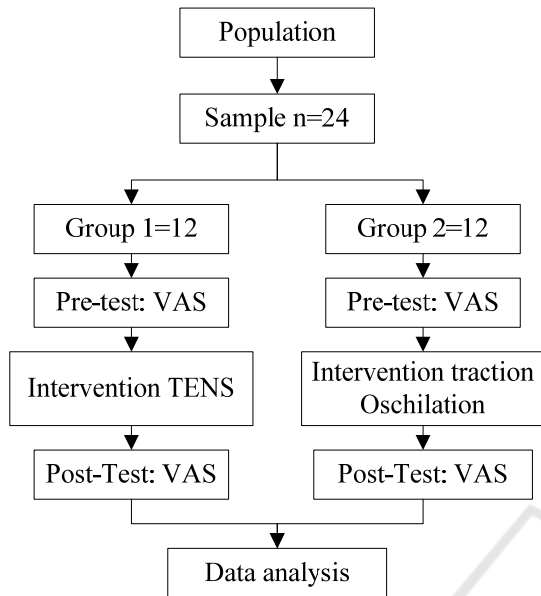 Population
Sample n=24
Group 1=12
Group 2=12
Pre-test: VAS
Pre-test: VAS
Intervention TENS
Intervention traction
Oschilation
Post-Test: VAS
Post-Test: VAS
Data analysis